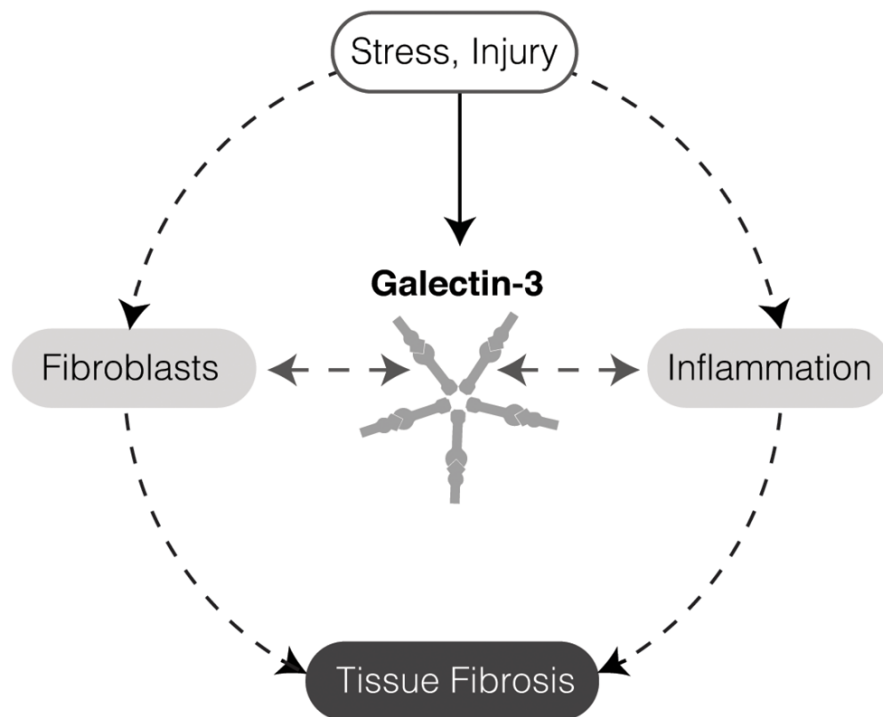 Stress, Injury
Galectin-3
Fibroblasts
Inflammation
Tissue Fibrosis